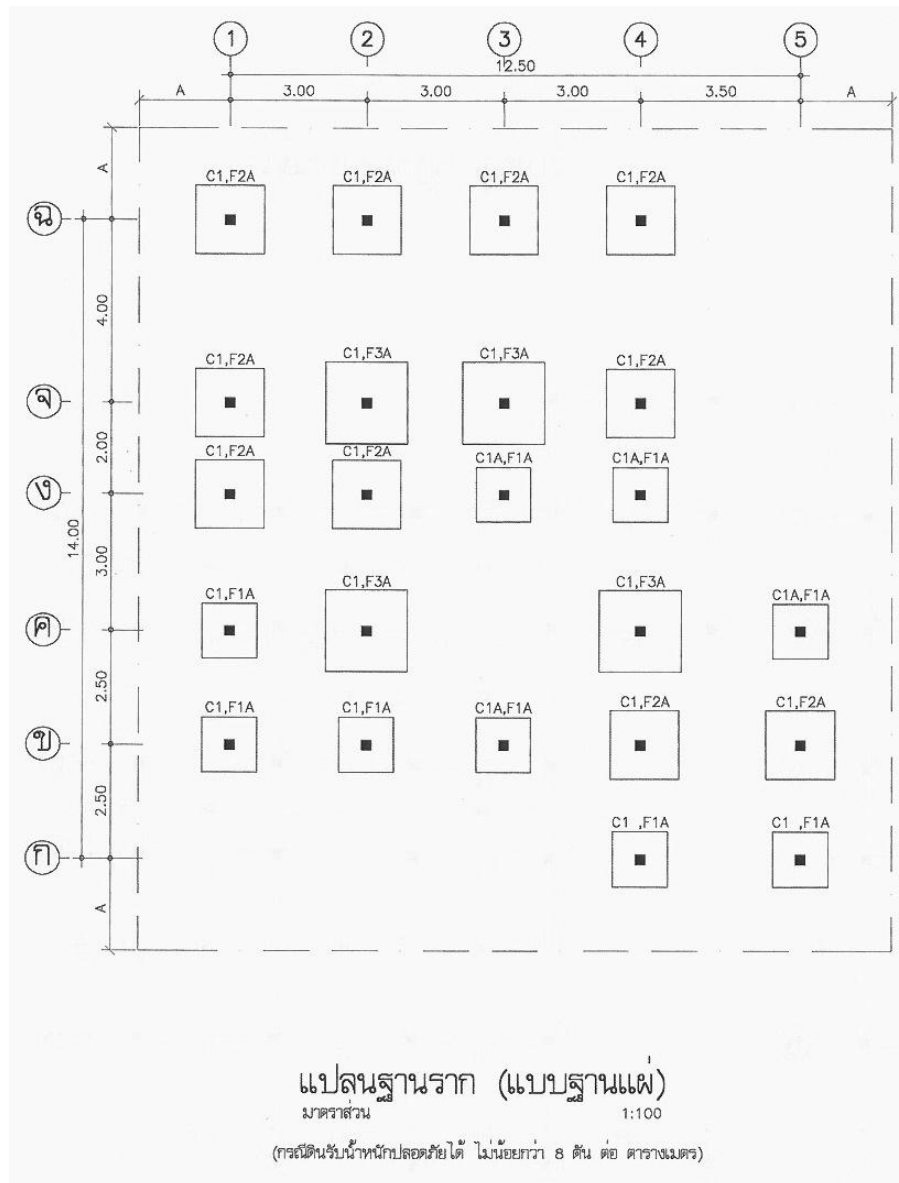 1 2 3 4 5
12.50
A 3.00 3.00 3.00 3.50 A
A
C1,F2A C1,F2A C1,F2A C1,F2A
ฉ
4.00
C1,F2A C1,F3A C1,F3A C1,F2A
จ
2.00
C1,F2A C1,F2A C1A,F1A C1A,F1A
ง
14.00
3.00
C1,F1A C1,F3A C1,F3A C1A,F1A
ค
2.50
C1,F1A C1,F1A C1A,F1A C1,F2A C1,F2A
ข
2.50
C1 ,F1A C1 ,F1A
ก
A
แปลนฐานราก (แบบฐานแผ่)
มาตราส่วน 1:100
(กรณีดินรับน้ำหนักปลอดภัยได้ ไม่น้อยกว่า 8 ตัน ต่อ ตารางเมตร)